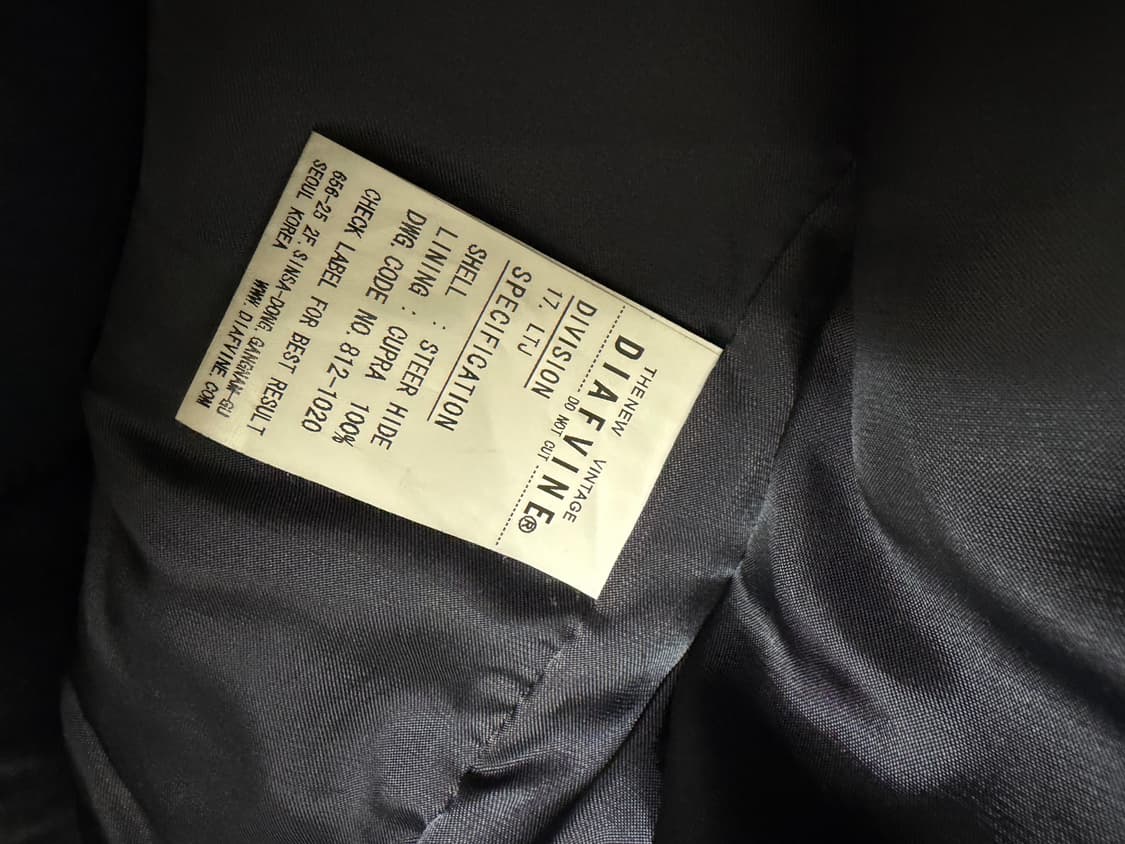 THE NEW VINTAGE
DIAFVINE®
DO NOT CUT
DIVISION
17, LTJ
SPECIFICATION
SHELL : STEER HIDE
LINING : CUPRA 100%
DWG. CODE NO. 812-1020
CHECK LABEL FOR BEST RESULT
656-25 2F. SINSA-DONG. GANGNAM-GU
SEOUL KOREA
WWW.DIAFVINE.COM